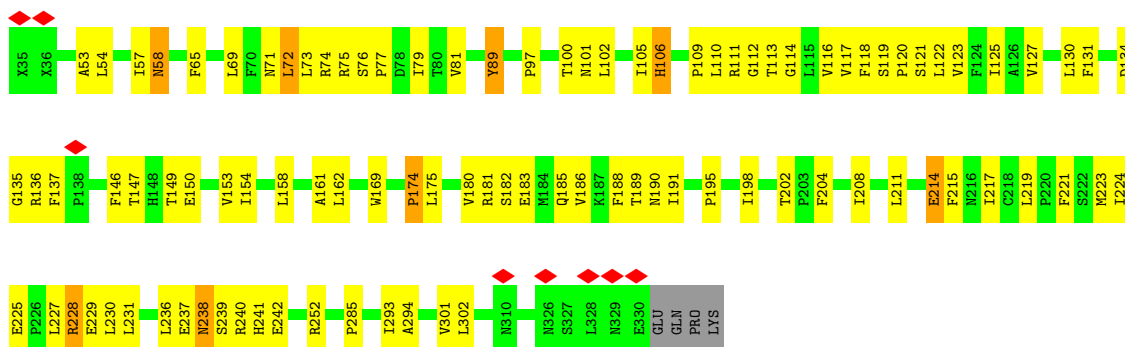 X35 X36 A53 L54 I57 N58 F65 L69 F70 N71 L72 L73 R74 R75 S76 P77 D78 I79 T80 V81 Y89 P97 T100 N101 L102 I105 H106 P109 L110 R111 G112 T113 G114 L115 V116 V117 F118 S119 P120 S121 L122 V123 F124 I125 A126 V127 L130 F131
G135 R136 F137 P138 F146 T147 H148 T149 E150 V153 I154 L158 A161 L162 W169 P174 L175 V180 R181 S182 E183 M184 Q185 V186 K187 F188 T189 N190 I191 P195 I198 T202 P203 F204 I208 L211 E214 F215 N216 I217 C218 L219 P220 F221 S222 M223 I224
E225 P226 L227 R228 E229 L230 L231 L236 E237 N238 S239 R240 H241 E242 R252 P285 I293 A294 V301 L302 N310 N326 S327 L328 N329 E330 GLU GLN PRO LYS